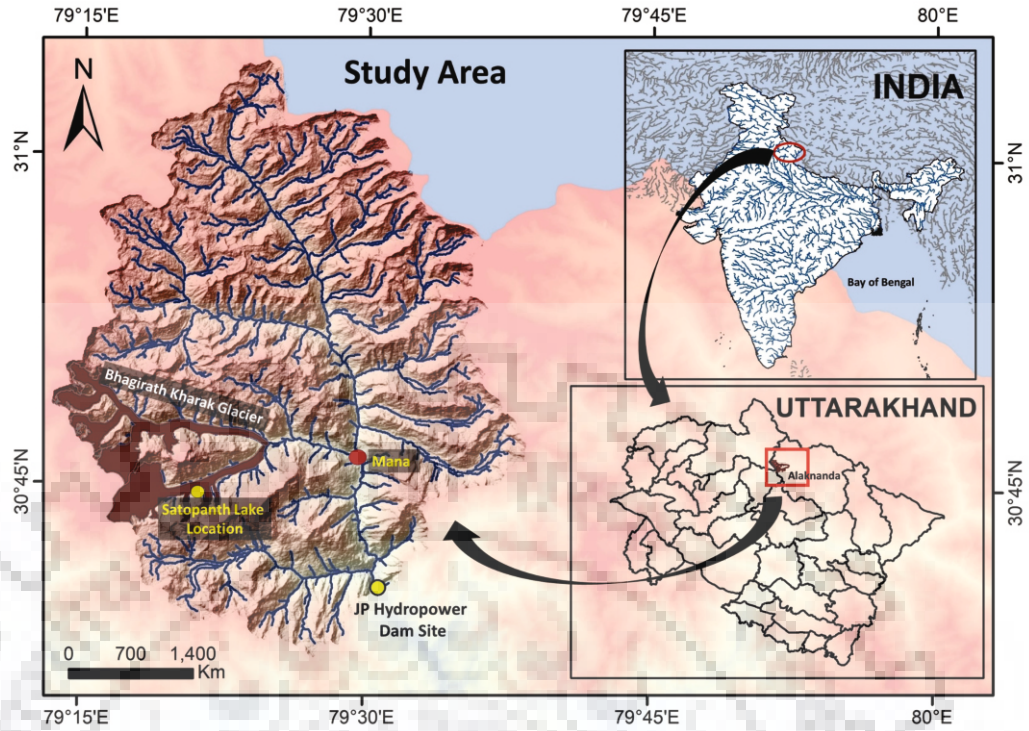 79°15'E 79°30'E 79°45'E 80°E
N
Study Area
INDIA
31°N
31°N
Bay of Bengal
Bhagirath Kharak Glacier
UTTARAKHAND
Mana
Alaknanda
30°45'N
30°45'N
Satopanth Lake
Location
JP Hydropower
Dam Site
0 700 1,400
Km
79°15'E 79°30'E 79°45'E 80°E